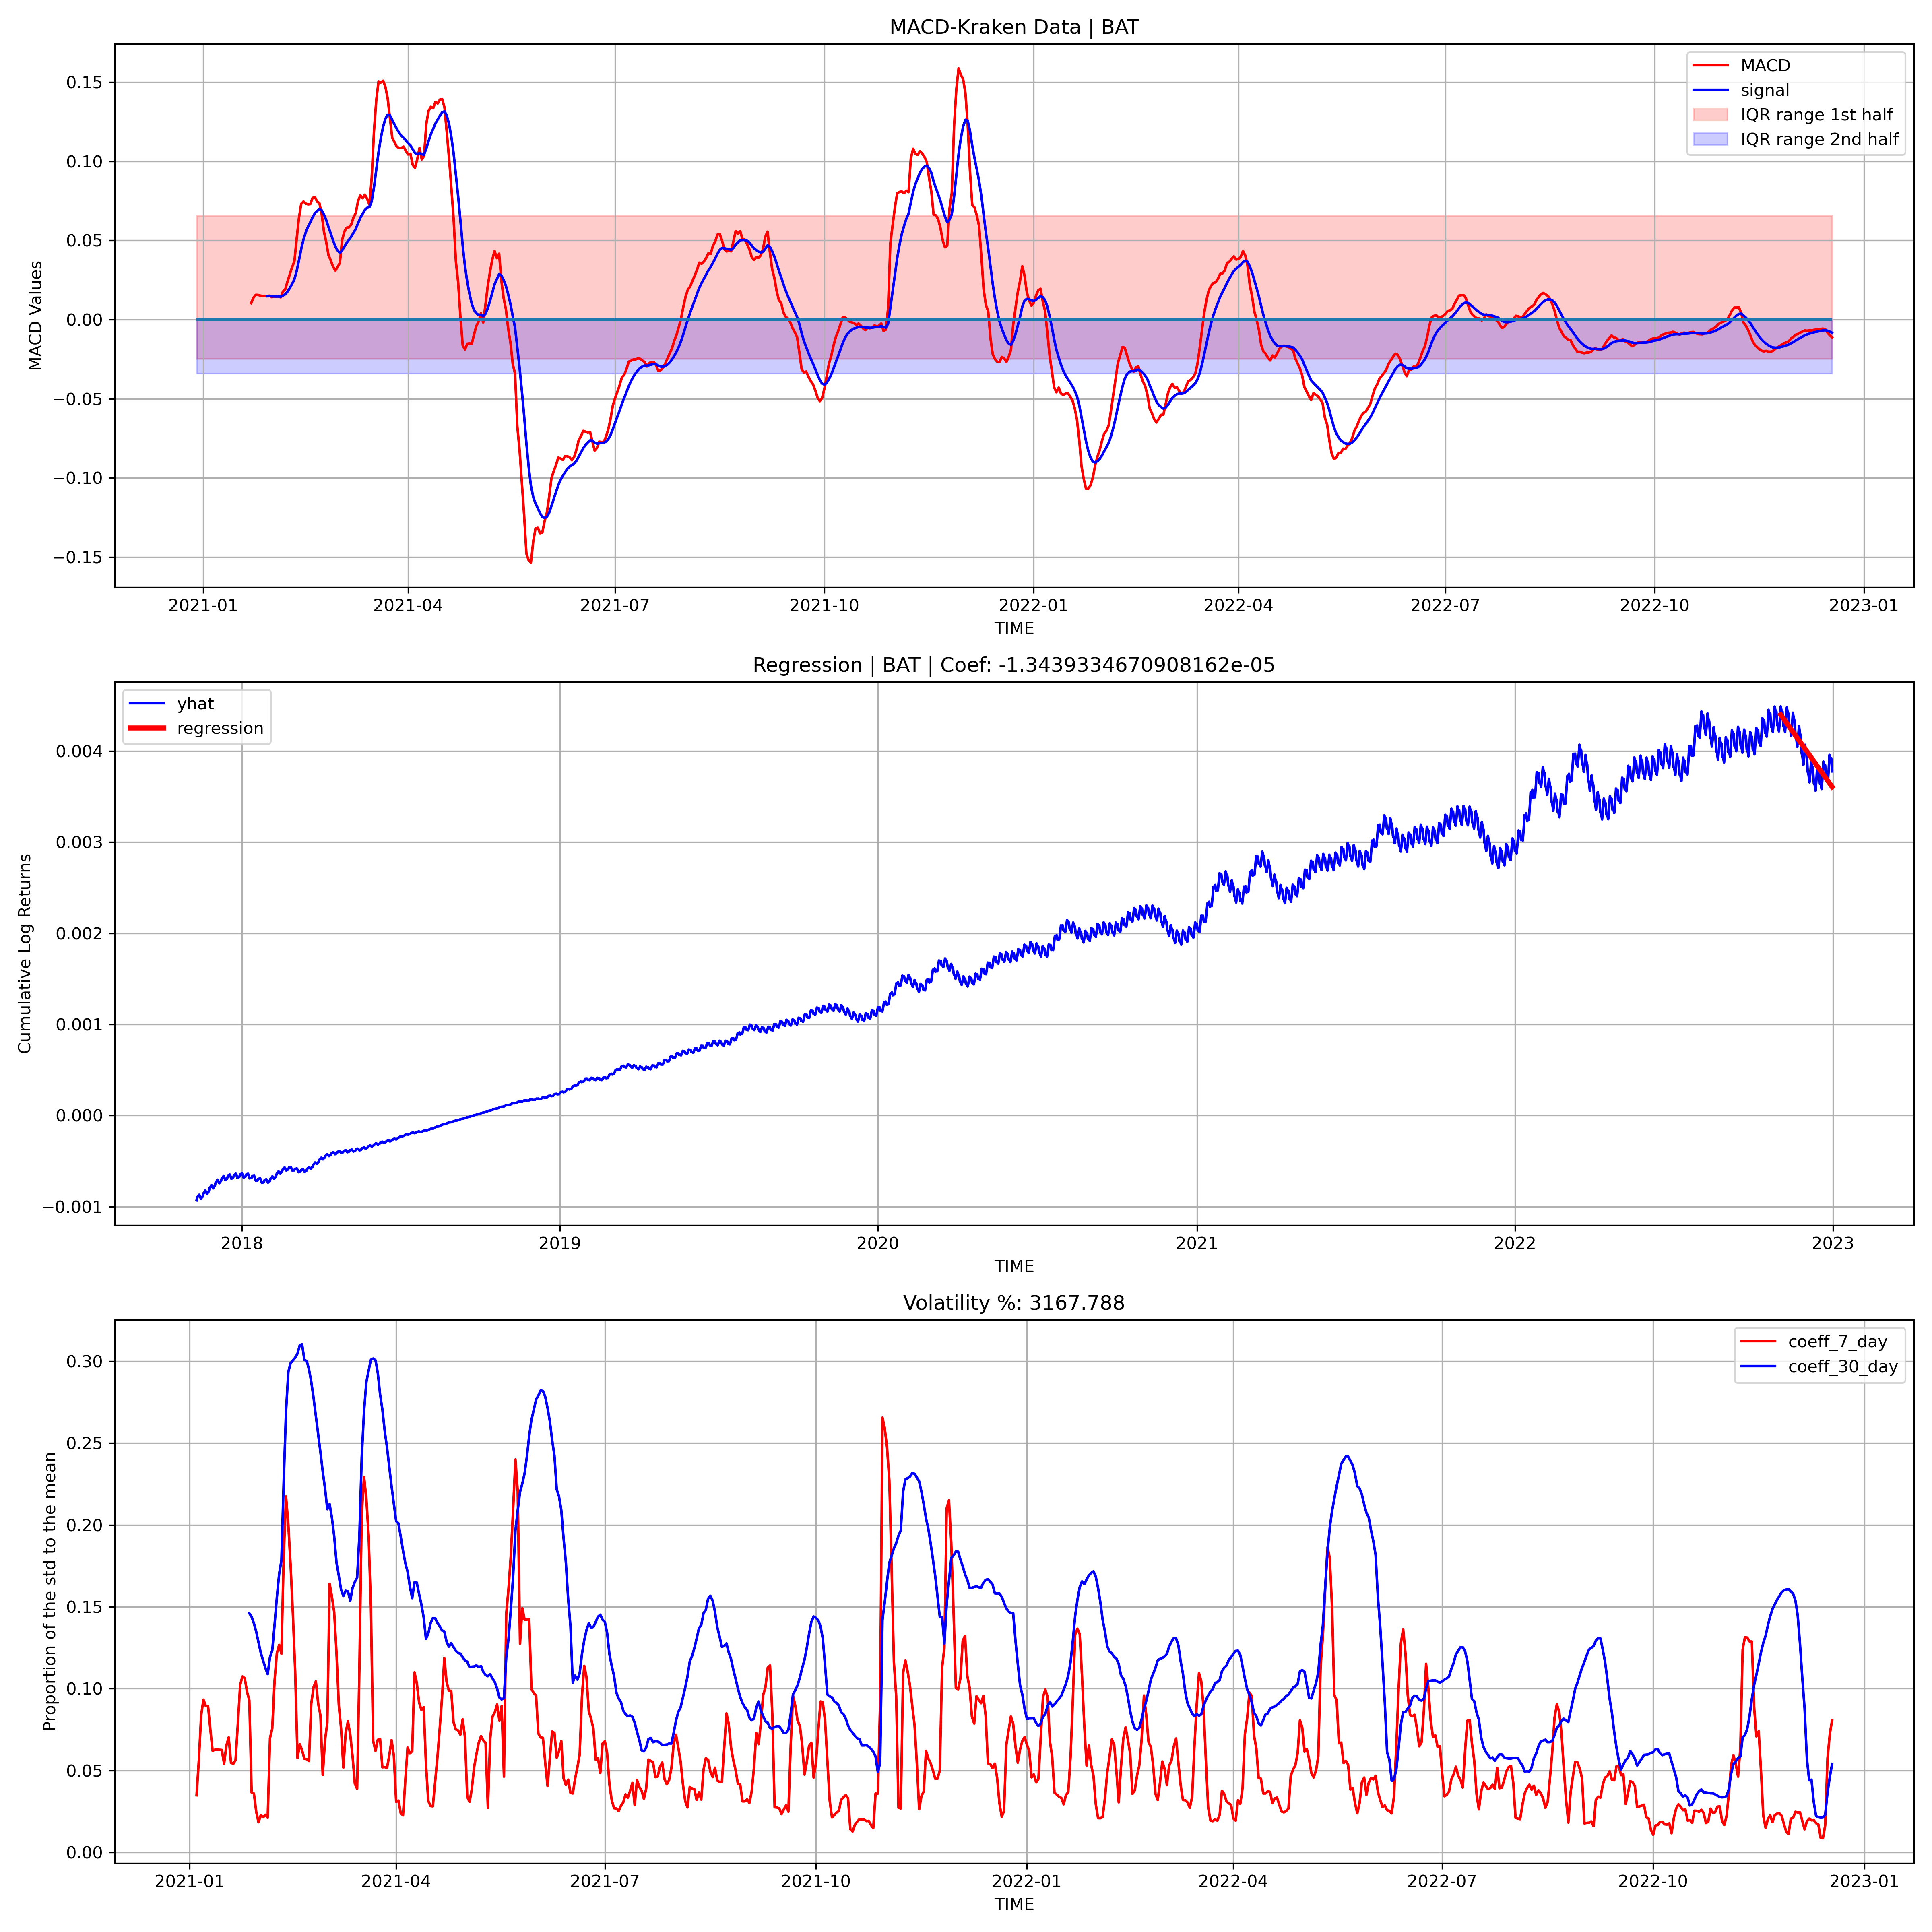 MACD-Kraken Data | BAT
MACD Values
0.15
0.10
0.05
0.00
−0.05
−0.10
−0.15
MACD
signal
IQR range 1st half
IQR range 2nd half
2021-01 2021-04 2021-07 2021-10 2022-01 2022-04 2022-07 2022-10 2023-01
TIME
Regression | BAT | Coef: -1.3439334670908162e-05
Cumulative Log Returns
yhat
regression
0.004
0.003
0.002
0.001
0.000
−0.001
2018 2019 2020 2021 2022 2023
TIME
Volatility %: 3167.788
Proportion of the std to the mean
coeff_7_day
coeff_30_day
0.30
0.25
0.20
0.15
0.10
0.05
0.00
2021-01 2021-04 2021-07 2021-10 2022-01 2022-04 2022-07 2022-10 2023-01
TIME